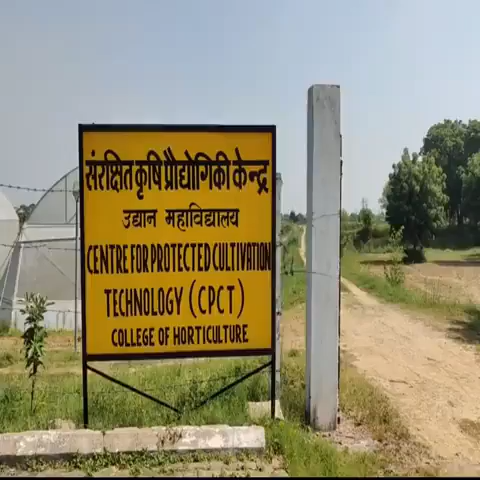 संरक्षित कृषि प्रौद्योगिकी केन्द्र
उद्यान महाविद्यालय
CENTRE FOR PROTECTED CULTIVATION
TECHNOLOGY (CPCT)
COLLEGE OF HORTICULTURE